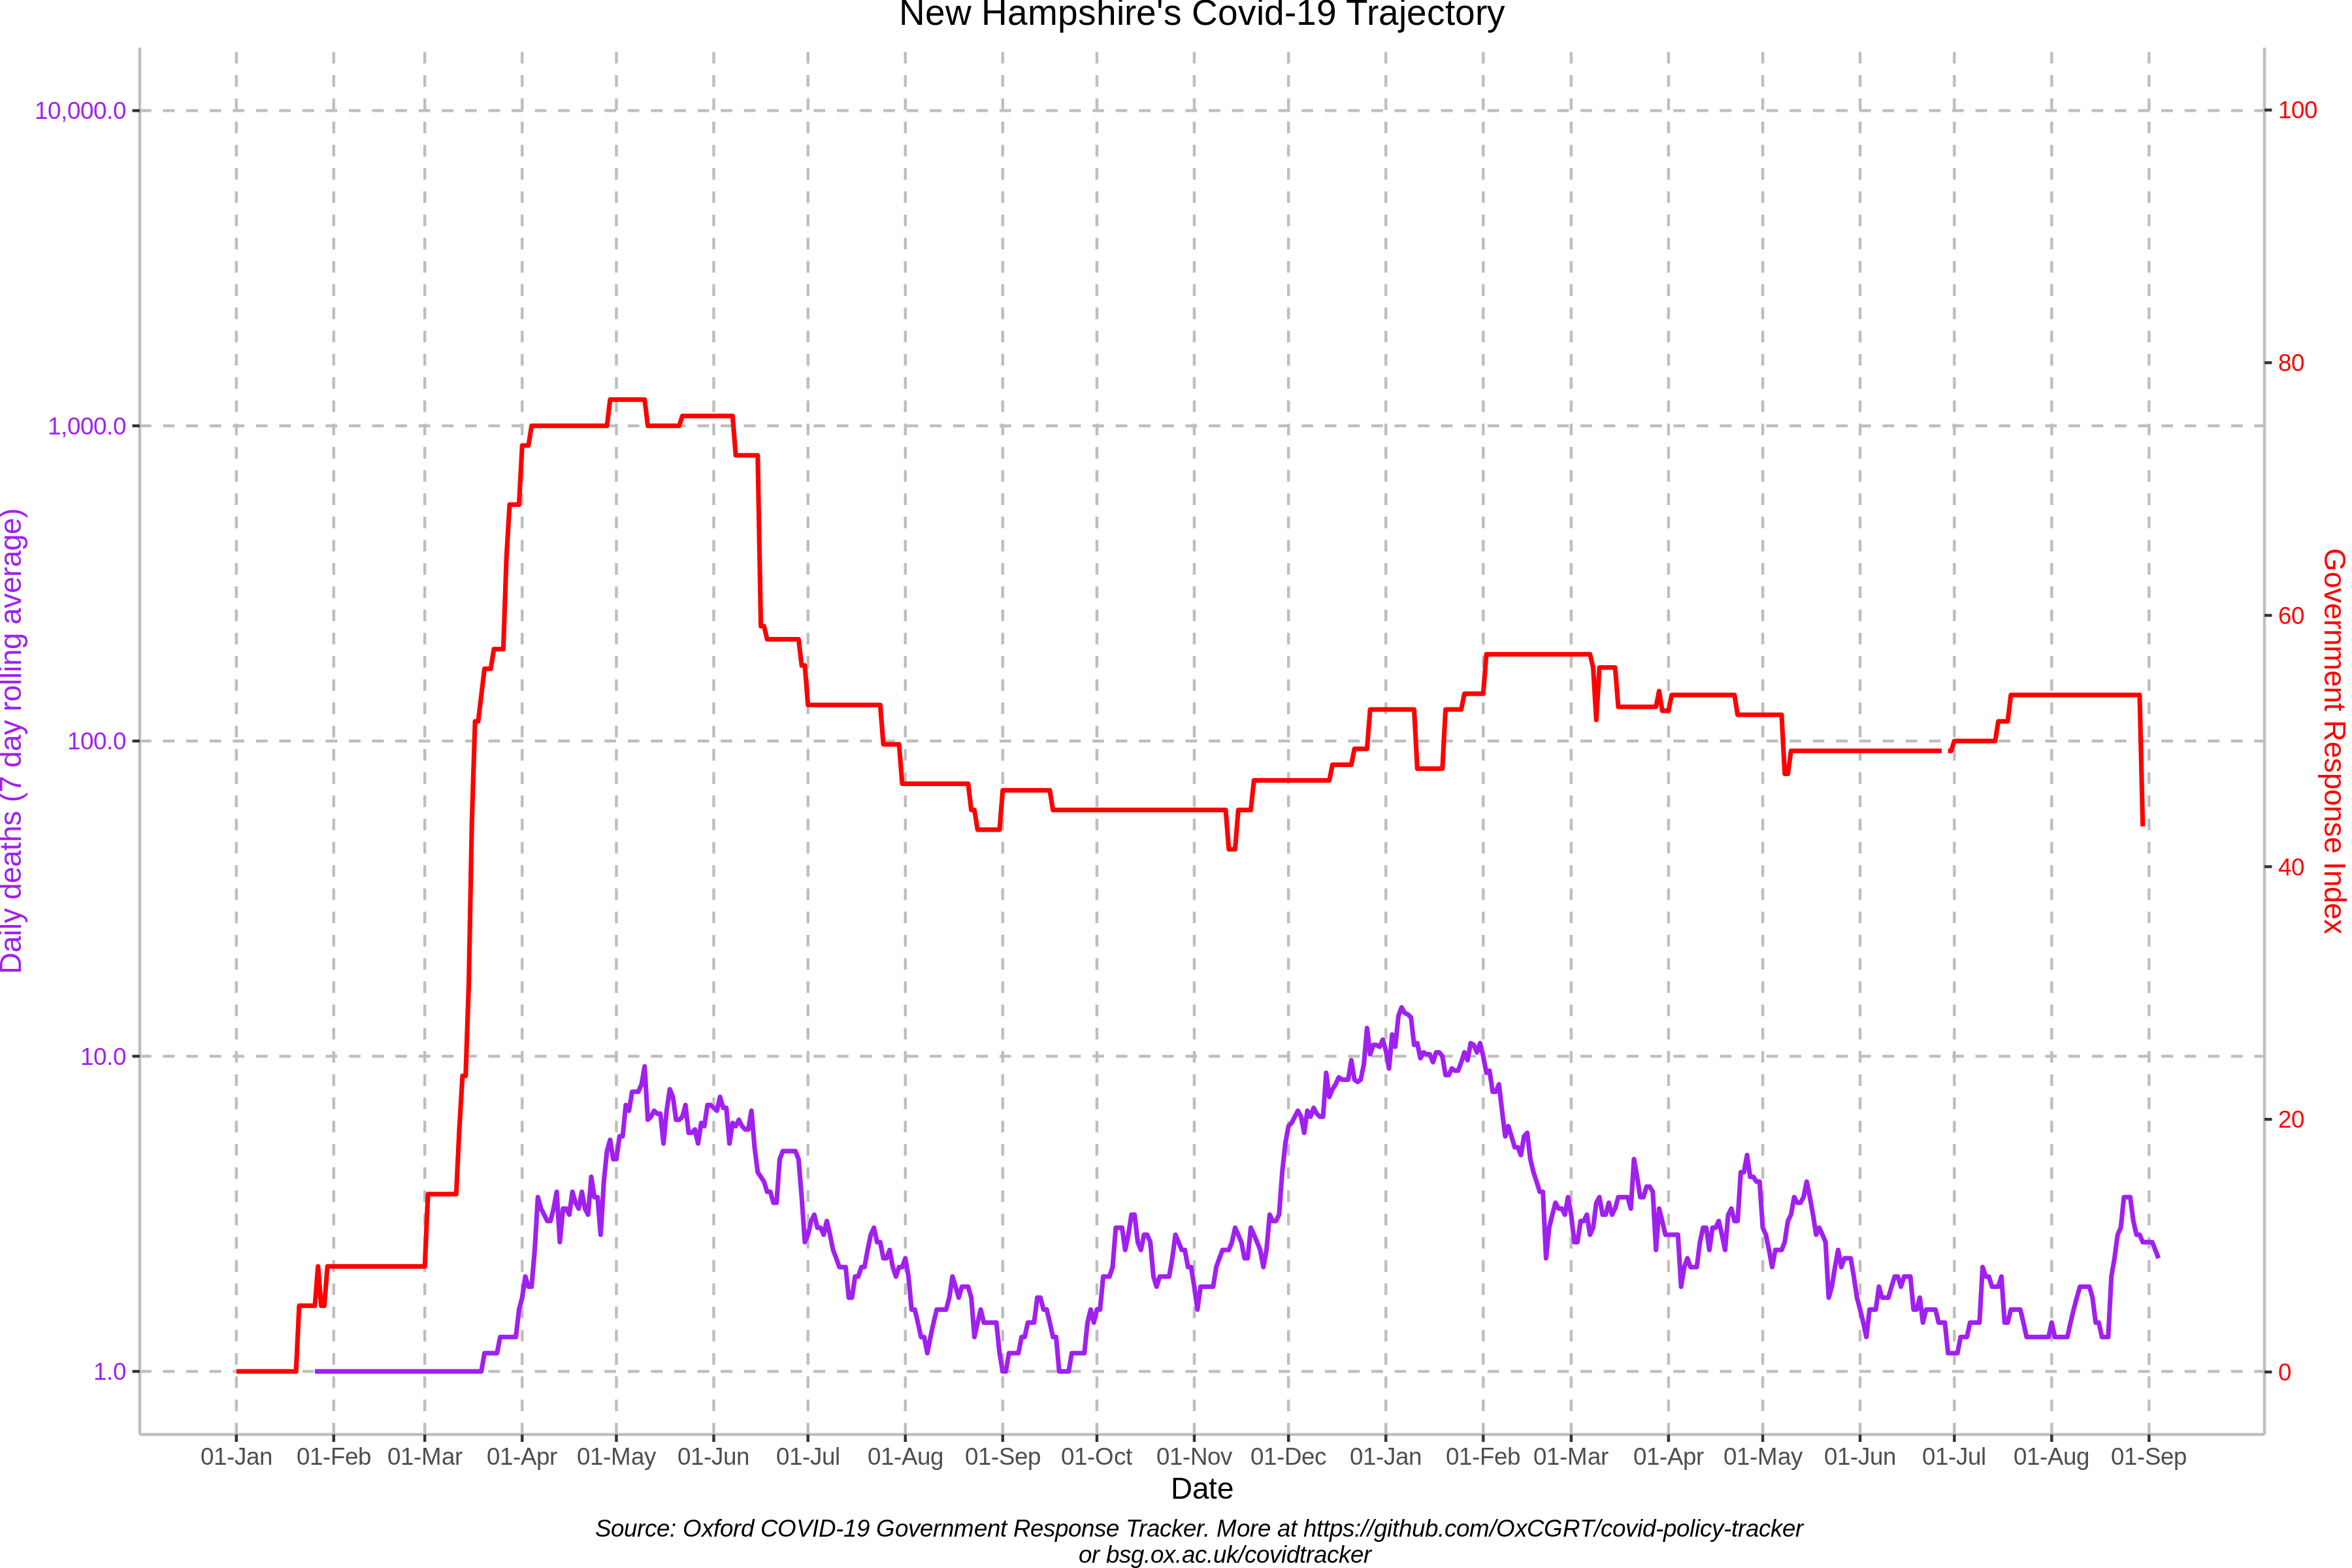 New Hampshire's Covid-19 Trajectory
10,000.0
1,000.0
100.0
10.0
1.0
Daily deaths (7 day rolling average)
100
80
60
40
20
0
Government Response Index
01-Jan 01-Feb 01-Mar 01-Apr 01-May 01-Jun 01-Jul 01-Aug 01-Sep 01-Oct 01-Nov 01-Dec 01-Jan 01-Feb 01-Mar 01-Apr 01-May 01-Jun 01-Jul 01-Aug 01-Sep
Date
Source: Oxford COVID-19 Government Response Tracker. More at https://github.com/OxCGRT/covid-policy-tracker
or bsg.ox.ac.uk/covidtracker